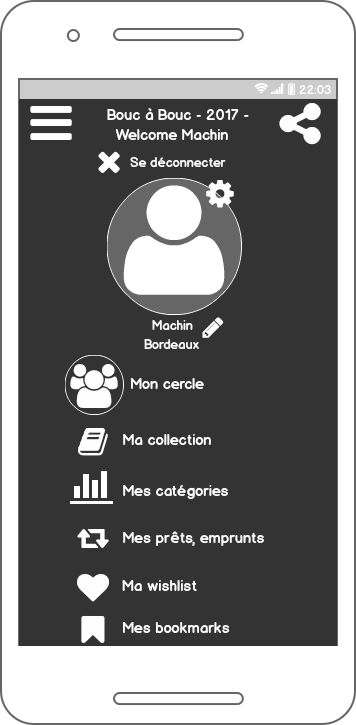 22:03
Bouc à Bouc - 2017 -
Welcome Machin
Se déconnecter
Machin
Bordeaux
Mon cercle
Ma collection
Mes catégories
Mes prêts, emprunts
Ma wishlist
Mes bookmarks